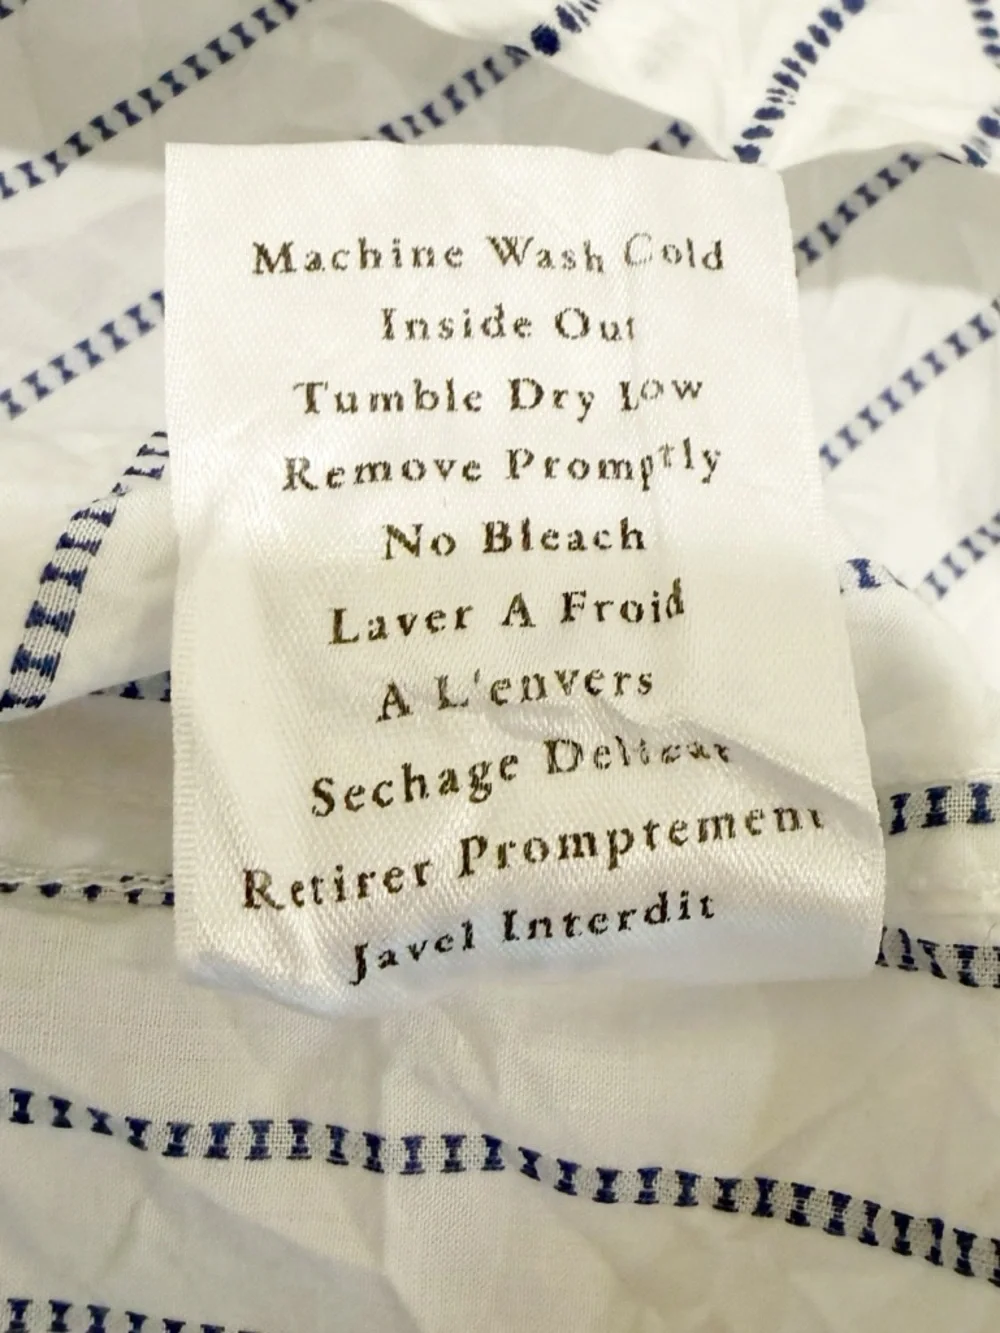 Machine Wash Cold
Inside Out
Tumble Dry Low
Remove Promptly
No Bleach
Laver A Froid
A L'envers
Sechage Delicat
Retirer Promptement
Javel Interdit